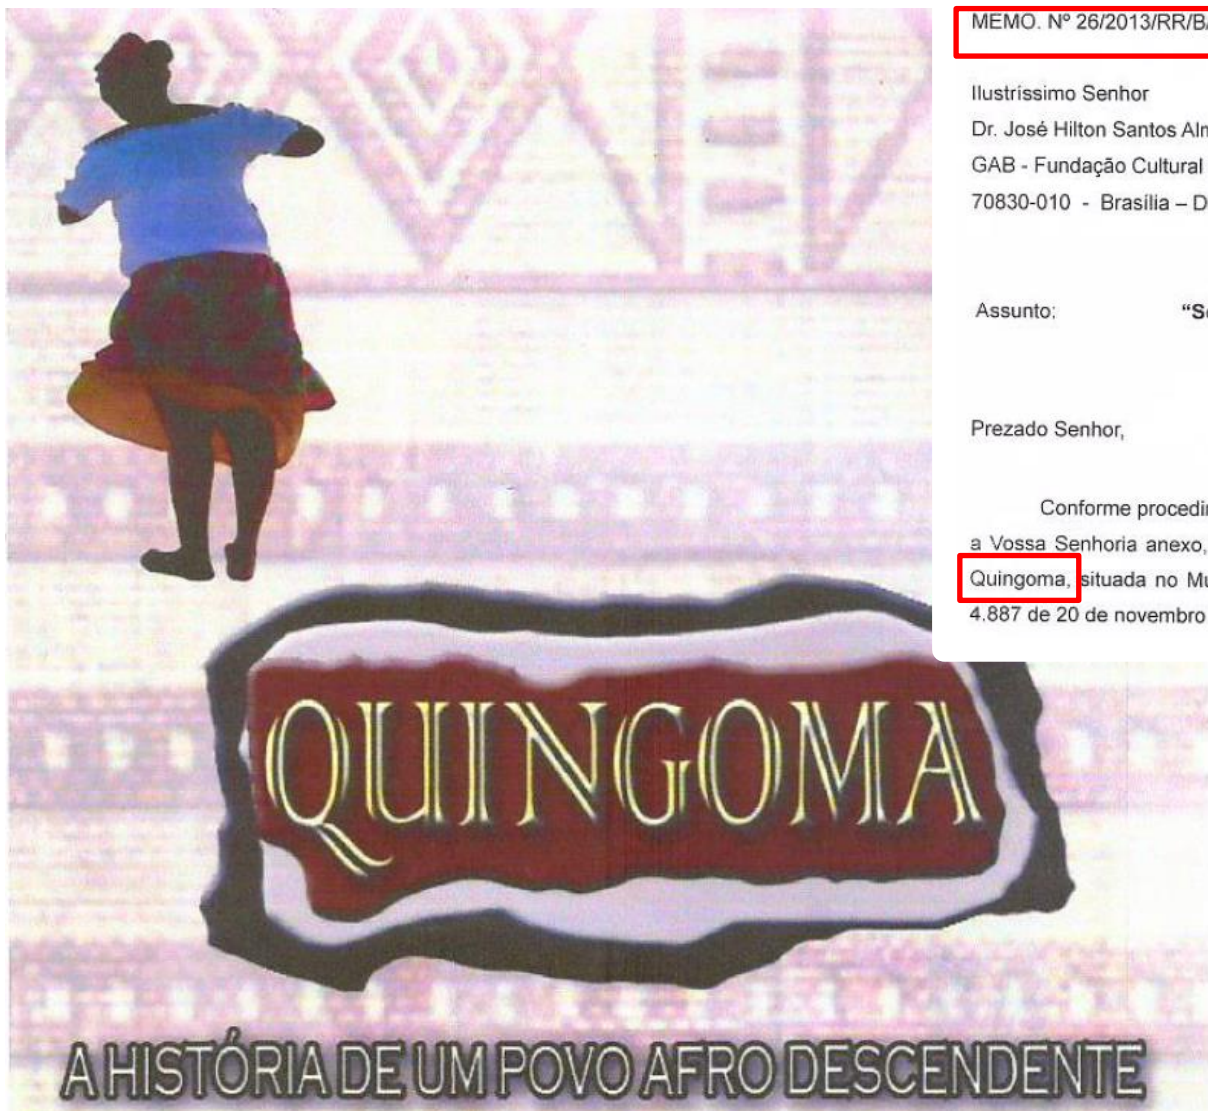 MEMO. Nº 26/2013/RR/B
Ilustríssimo Senhor
Dr. José Hilton Santos
GAB - Fundação Cultural
70830-010 - Brasília –
Assunto:
Prezado Senhor,
Conforme
a Vossa Senhoria anexo,
Quingoma, situada no
4.887 de 20 de novembro
QUINGOMA
A HISTÓRIA DE UM POVO AFRO DESCENDENTE